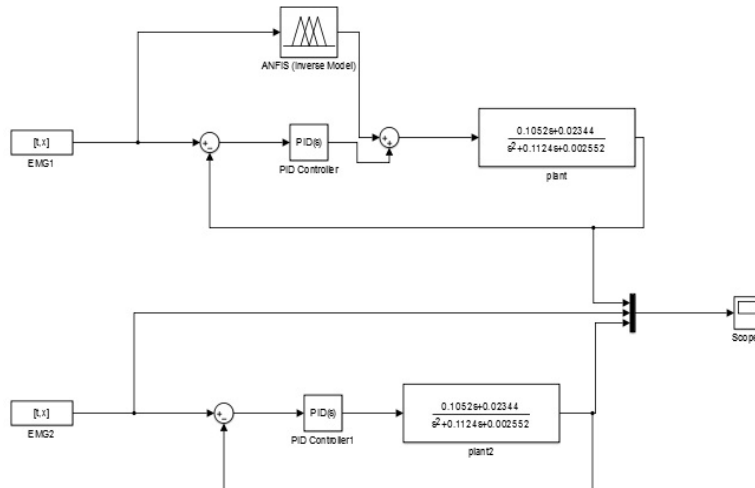 ANFIS (Inverse Model)
[t,x]
EMG1
+
−
PID(s)
PID Controller
+
+
0.1052s+0.02344
s²+0.1124s+0.002552
plant
Scope
[t,x]
EMG2
+
−
PID(s)
PID Controller1
0.1052s+0.02344
s²+0.1124s+0.002552
plant2